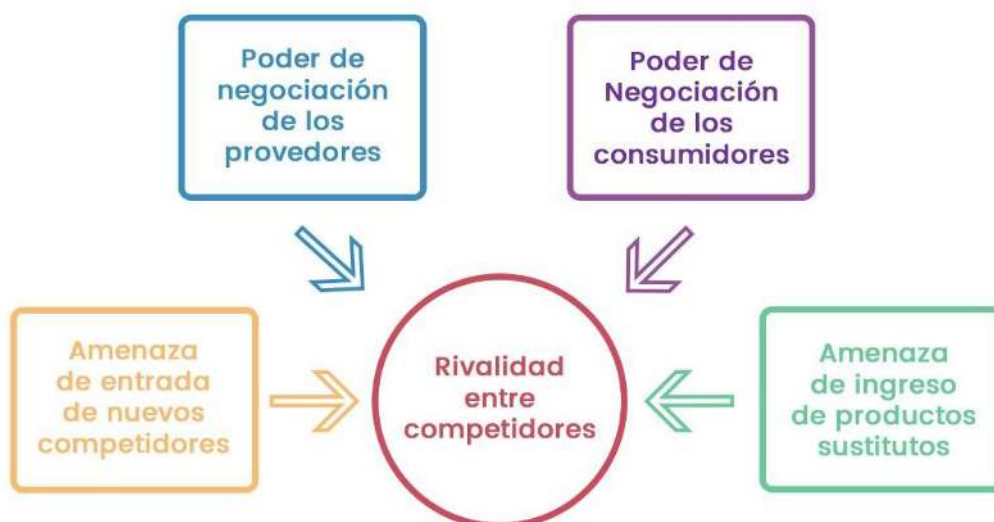 Poder de
negociación
de los
provedores
Poder de
Negociación
de los
consumidores
Amenaza
de entrada
de nuevos
competidores
Rivalidad
entre
competidores
Amenaza
de ingreso
de productos
sustitutos